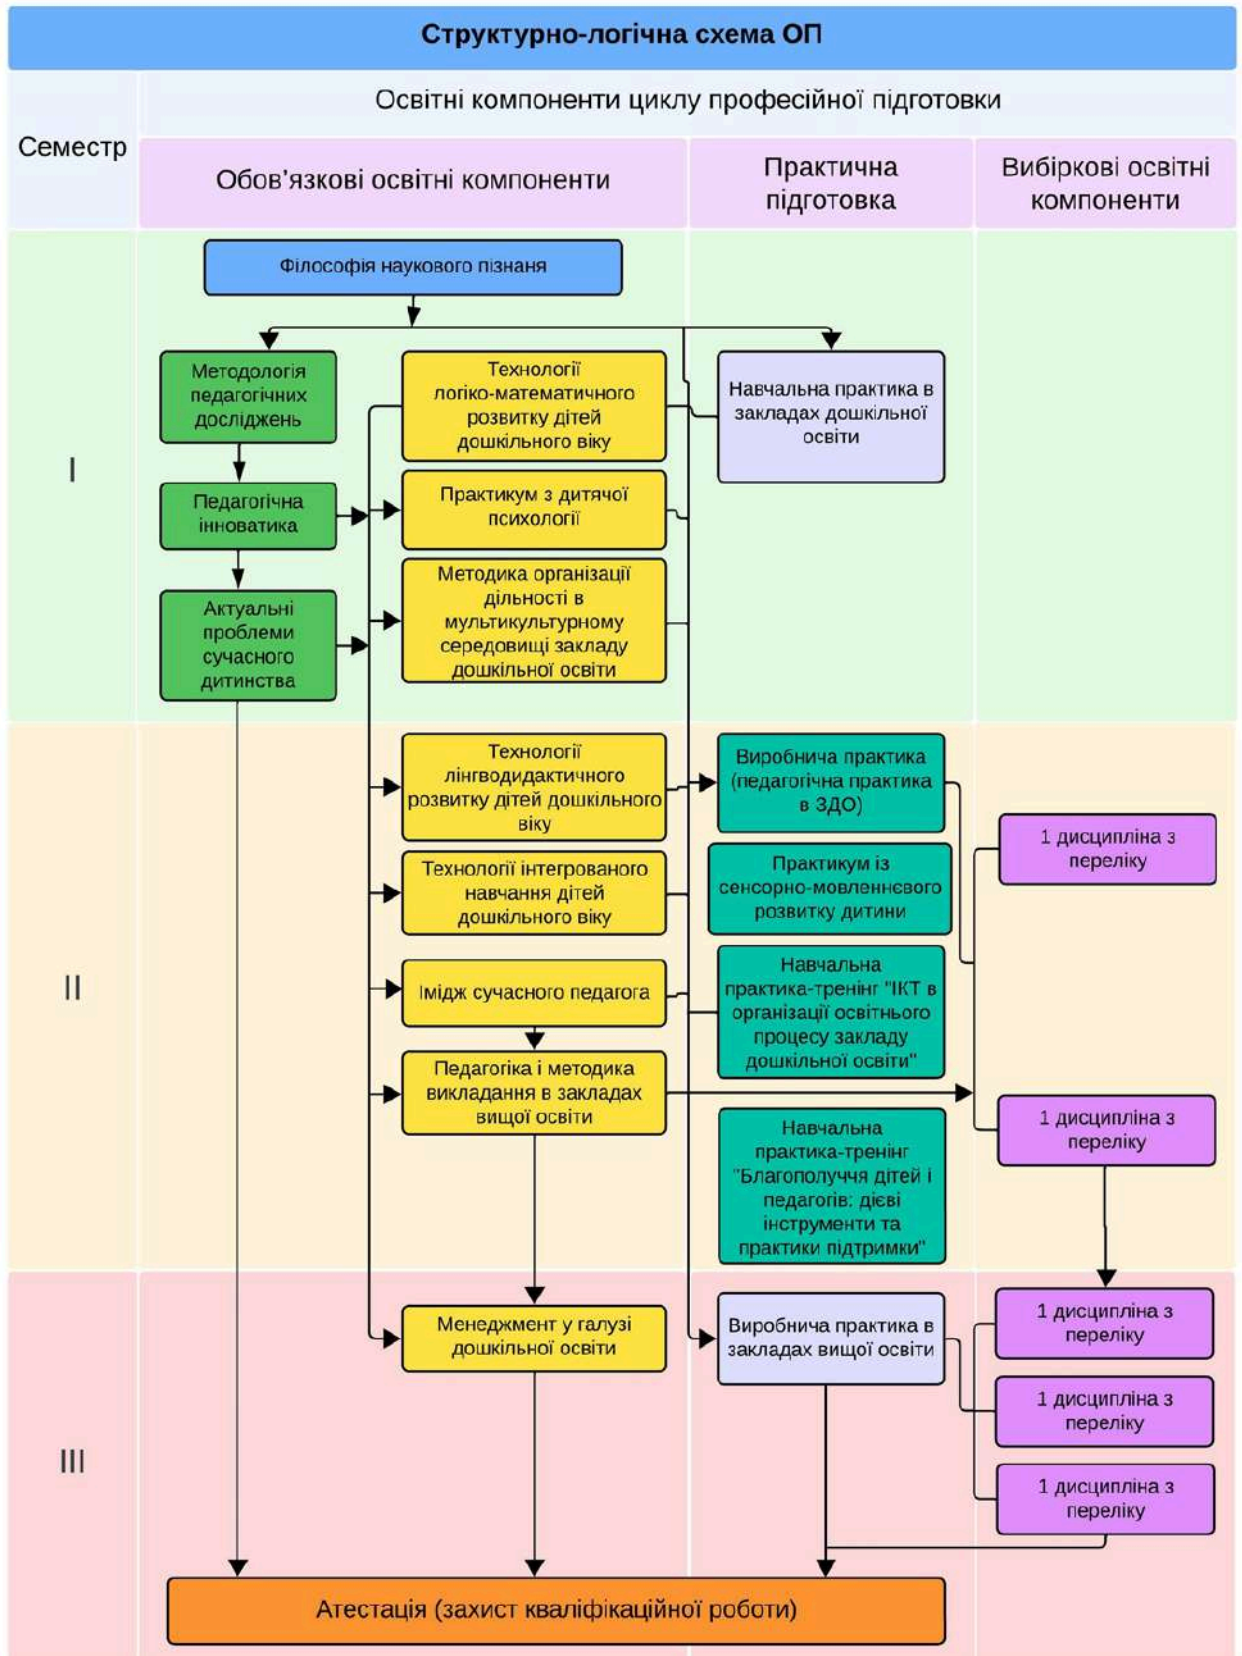 Структурно-логічна схема ОП
Освітні компоненти циклу професійної підготовки
Семестр
Обов’язкові освітні компоненти
Практична
підготовка
Вибіркові освітні
компоненти
I
Філософія наукового пізнаня
Методологія
педагогічних
досліджень
Педагогічна
інноватика
Актуальні
проблеми
сучасного
дитинства
Технології
логіко-математичного
розвитку дітей
дошкільного віку
Практикум з дитячої
психології
Методика організації
дільності в
мультикультурному
середовищі закладу
дошкільної освіти
Навчальна практика в
закладах дошкільної
освіти
II
Технології
лінгводидактичного
розвитку дітей дошкільного
віку
Технології інтегрованого
навчання дітей
дошкільного віку
Імідж сучасного педагога
Педагогіка і методика
викладання в закладах
вищої освіти
Виробнича практика
(педагогічна практика
в ЗДО)
Практикум із
сенсорно-мовленнєвого
розвитку дитини
Навчальна
практика-тренінг "ІКТ в
організації освітнього
процесу закладу
дошкільної освіти"
Навчальна
практика-тренінг
"Благополуччя дітей і
педагогів: дієві
інструменти та
практики підтримки"
1 дисципліна з
переліку
1 дисципліна з
переліку
III
Менеджмент у галузі
дошкільної освіти
Виробнича практика в
закладах вищої освіти
1 дисципліна з
переліку
1 дисципліна з
переліку
1 дисципліна з
переліку
Атестація (захист кваліфікаційної роботи)